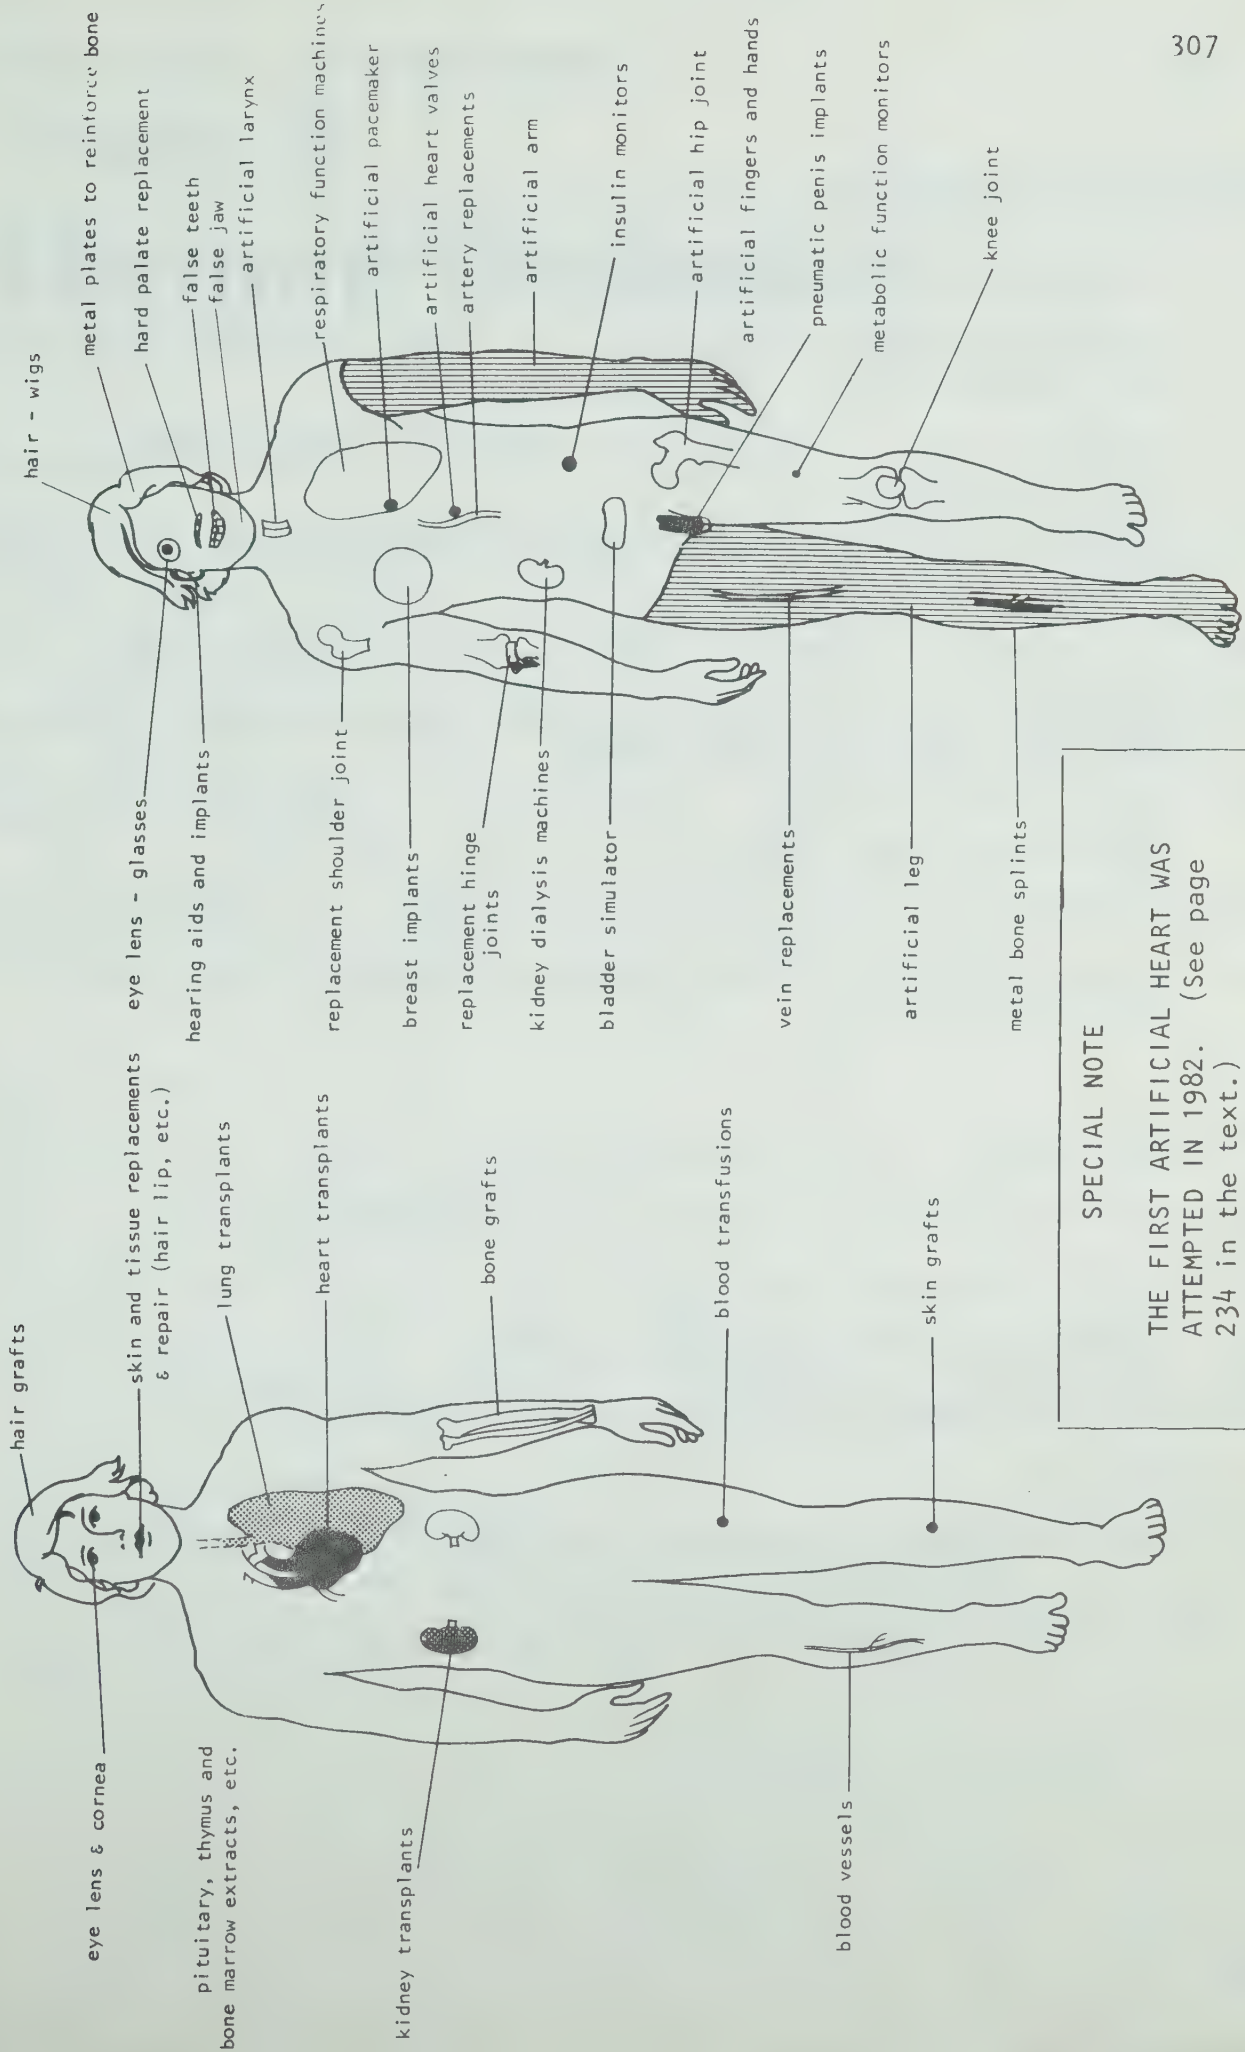 hair grafts
skin and tissue replacements
& repair (hair lip, etc.)
lung transplants
heart transplants
bone grafts
blood transfusions
skin grafts
eye lens & cornea
pituitary, thymus and
bone marrow extracts, etc.
kidney transplants
blood vessels
hair - wigs
metal plates to reinforce bone
hard palate replacement
false teeth
false jaw
artificial larynx
respiratory function machines
artificial pacemaker
artificial heart valves
artery replacements
artificial arm
insulin monitors
artificial hip joint
artificial fingers and hands
pneumatic penis implants
metabolic function monitors
knee joint
eye lens - glasses
hearing aids and implants
replacement shoulder joint
breast implants
replacement hinge
joints
kidney dialysis machines
bladder simulator
vein replacements
artificial leg
metal bone splints
SPECIAL NOTE
THE FIRST ARTIFICIAL HEART WAS
ATTEMPTED IN 1982. (See page
234 in the text.)
307